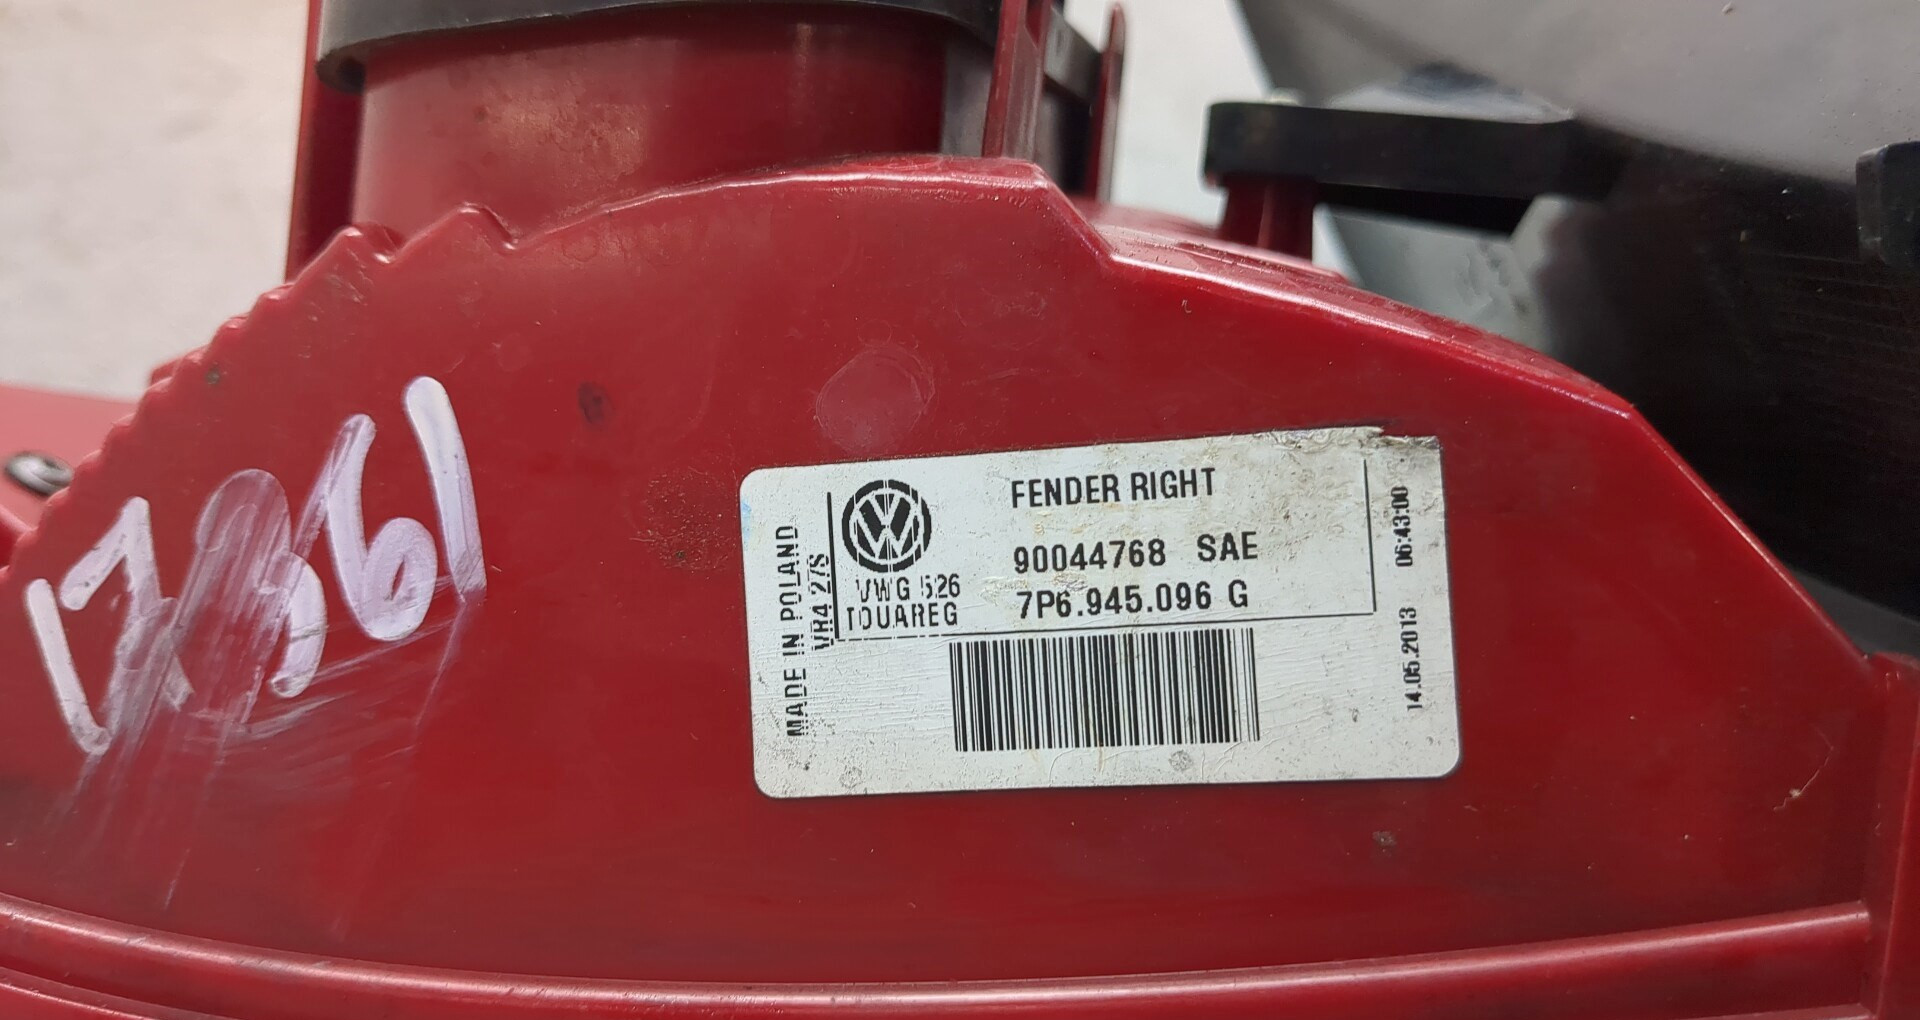 17361
FENDER RIGHT
90044768 SAE
7P6.945.096 G
VWG 526
TOUAREG
MADE IN POLAND
VR4 27/S
14.05.2013 06:43:00